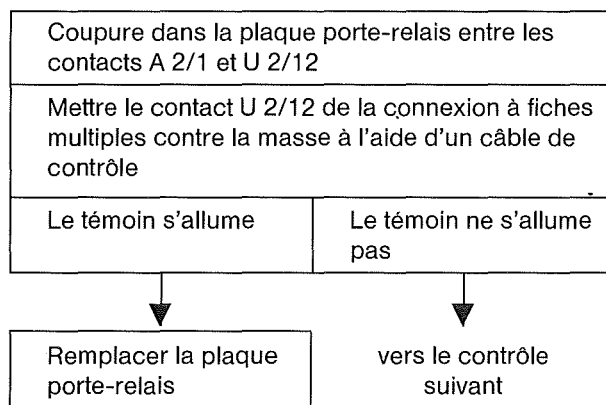 Coupure dans la plaque porte-relais entre les
contacts A 2/1 et U 2/12
Mettre le contact U 2/12 de la connexion à fiches
multiples contre la masse à l'aide d'un câble de
contrôle
Le témoin s'allume
Le témoin ne s'allume
pas
Remplacer la plaque
porte-relais
vers le contrôle
suivant